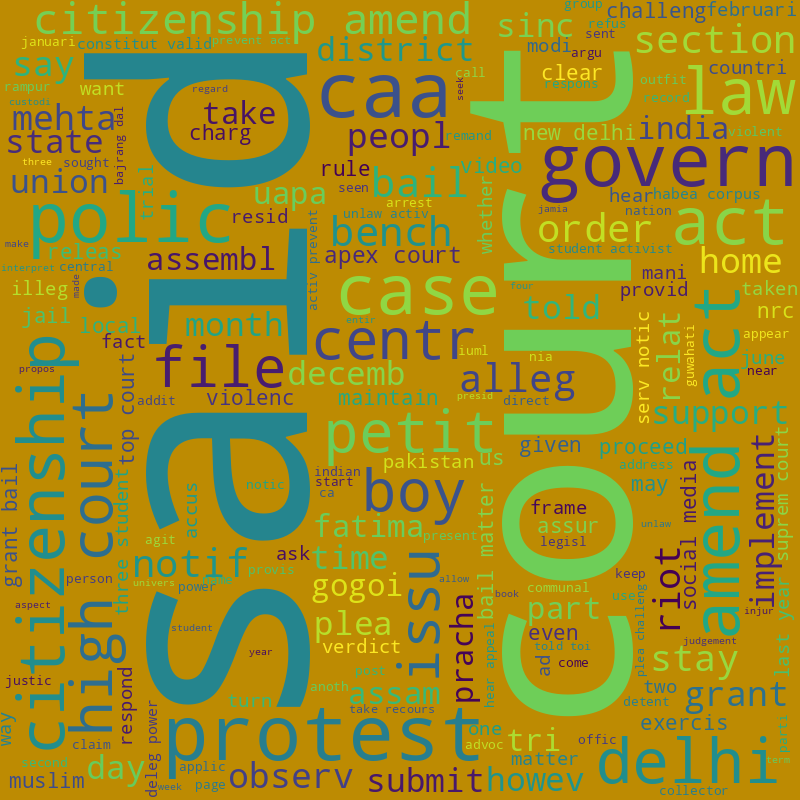 citizenship amend
sinc
group
refus
challeng
februari
januari
constitut valid
prevent act
district
modi
sent
argu
section
say
regard
caa
call
seek
clear
outfit
countri
rampur
want
take
respons
record
law
custodi
mehta
charg
peopl
remand
new delhi
india
violent
state
bajrang dal
three
sought
rule
video
govern
union
trial
seen
bail
whether
hear
habea corpus
uapa
arrest
jamia
nation
polic
resid
unlaw activ
bench
order
act
student activist
make
releas
assembl
activ prevent
apex court
home
interpret
central
mani
illeg
made
case
four
told
provid
taken
jail
local
month
entir
nrc
fact
centr
iuml
nia
serv notic
relat
guwahati
appear
propos
file
decemb
presid
alleg
june
near
citizenship
high court
top court
addit
violenc
maintain
direct
support
amend act
said
court
petit
given
proceed
pakistan
us
address
grant bail
three student
accus
notic
indian
start
ca
boy
may
social media
implement
suprem court
frame
assur
legisl
unlaw
agit
notif
fatima
present
bail matter
riot
ask
time
keep
person
power
provis
univers
allow
communal
last year
aspect
gogoi
issu
pracha
book
part
use
injur
student
plea
even
plea challeng
judgement
verdict
year
told toi
ad
come
stay
justic
respond
post
hear appeal
two
anoth
assam
detent
grant
way
claim
turn
take recours
deleg power
protest
one
exercis
parti
advoc
tri
offic
second
day
matter
delhi
term
muslim
applic
page
week
observ
submit
howev
collector